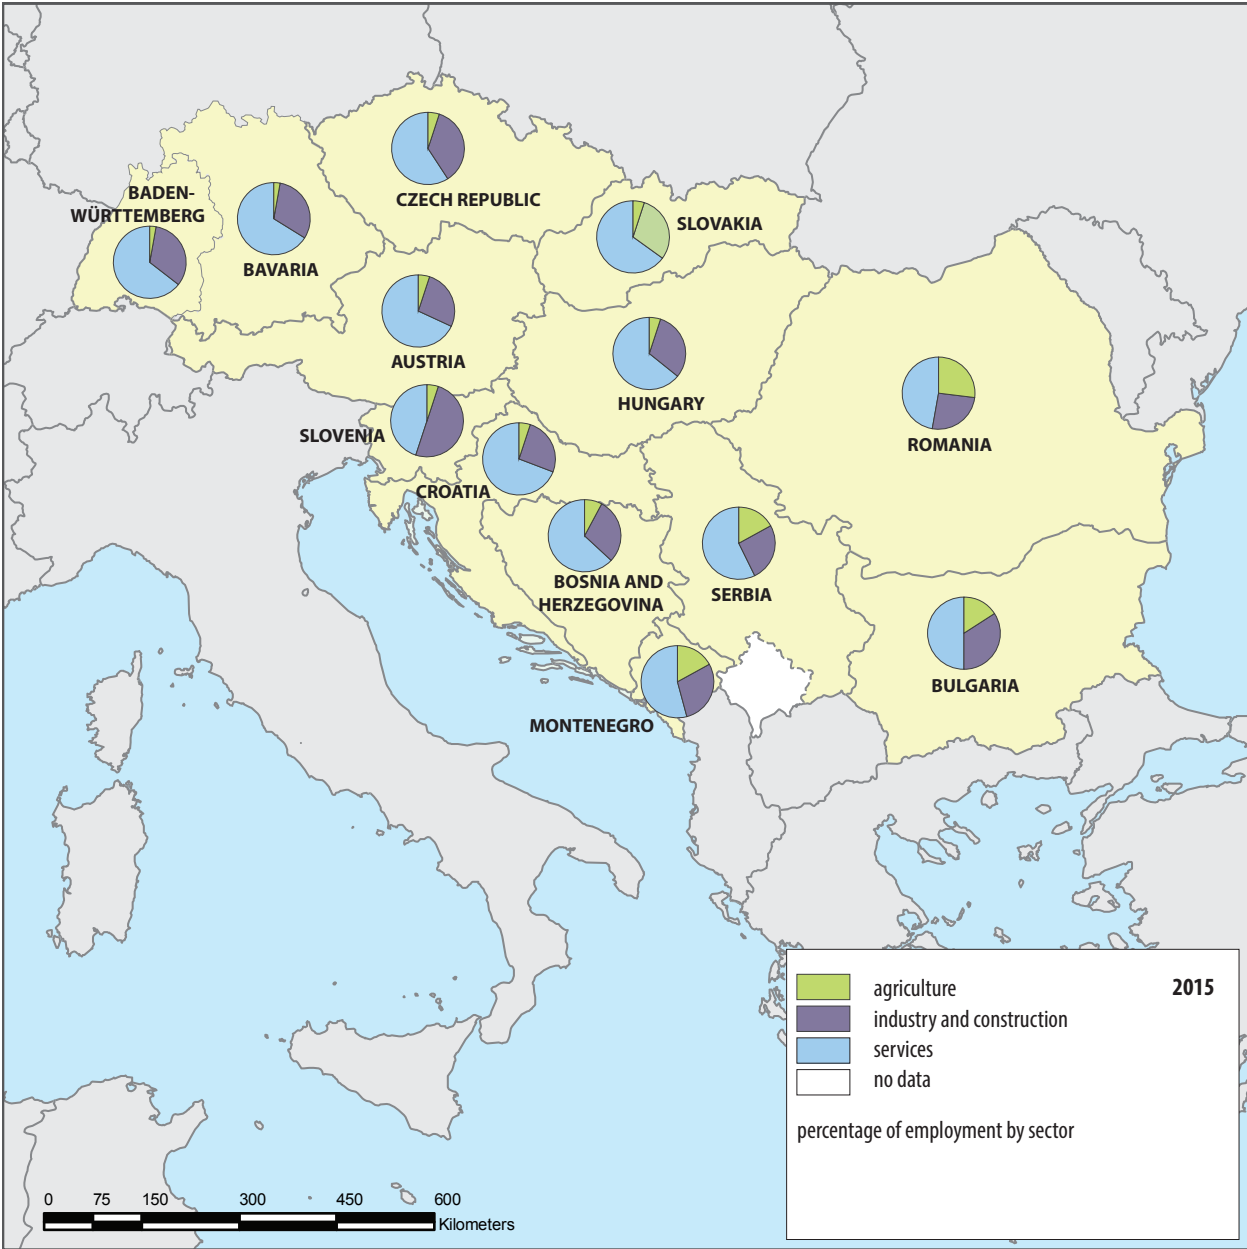 CZECH REPUBLIC
BADEN-
WÜRTTEMBERG
BAVARIA
SLOVAKIA
AUSTRIA
HUNGARY
SLOVENIA
ROMANIA
CROATIA
BOSNIA AND
HERZEGOVINA
SERBIA
BULGARIA
MONTENEGRO
agriculture 2015
industry and construction
services
no data
percentage of employment by sector
0 75 150 300 450 600
Kilometers